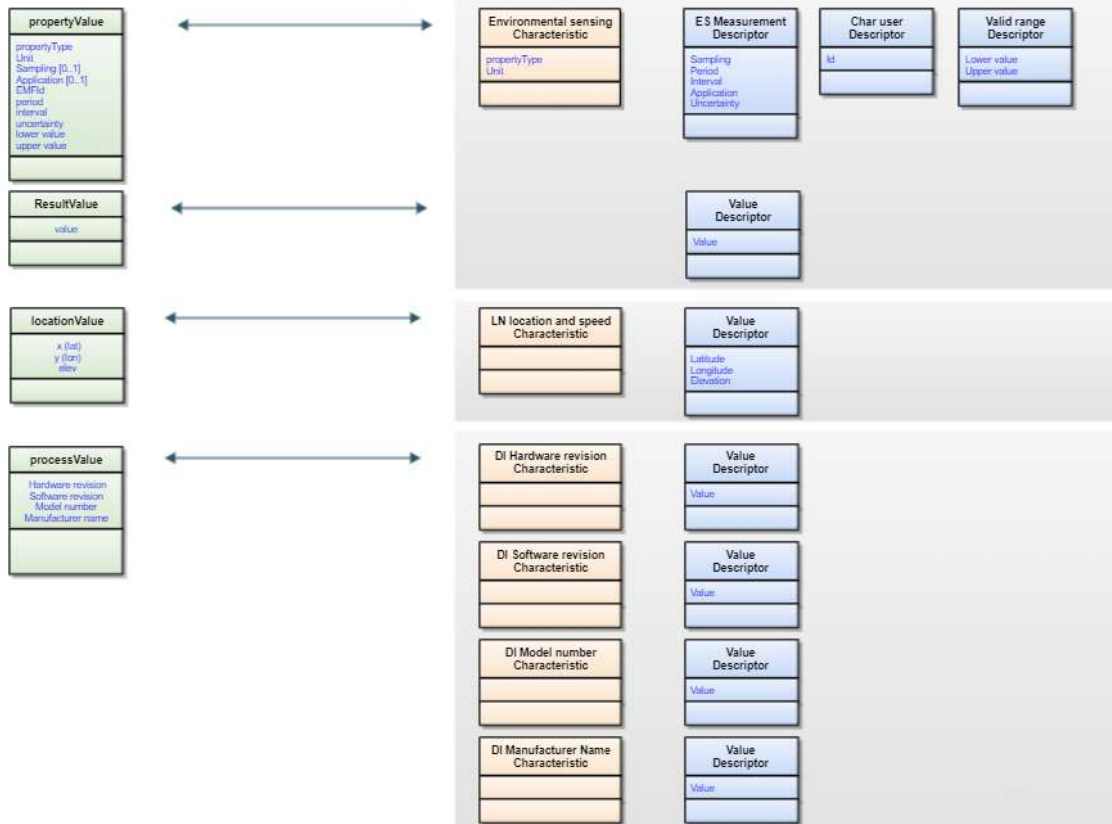 propertyValue
propertyType
Unit
Sampling [0..1]
Application [0..1]
EMFId
period
interval
uncertainty
lower value
upper value
Environmental sensing
Characteristic
propertyType
Unit
ES Measurement
Descriptor
Sampling
Period
Interval
Application
Uncertainty
Char user
Descriptor
Id
Valid range
Descriptor
Lower value
Upper value
ResultValue
value
Value
Descriptor
Value
locationValue
x (lat)
y (lon)
elev
LN location and speed
Characteristic
Value
Descriptor
Latitude
Longitude
Elevation
processValue
Hardware revision
Software revision
Model number
Manufacturer name
DI Hardware revision
Characteristic
Value
Descriptor
Value
DI Software revision
Characteristic
Value
Descriptor
Value
DI Model number
Characteristic
Value
Descriptor
Value
DI Manufacturer Name
Characteristic
Value
Descriptor
Value